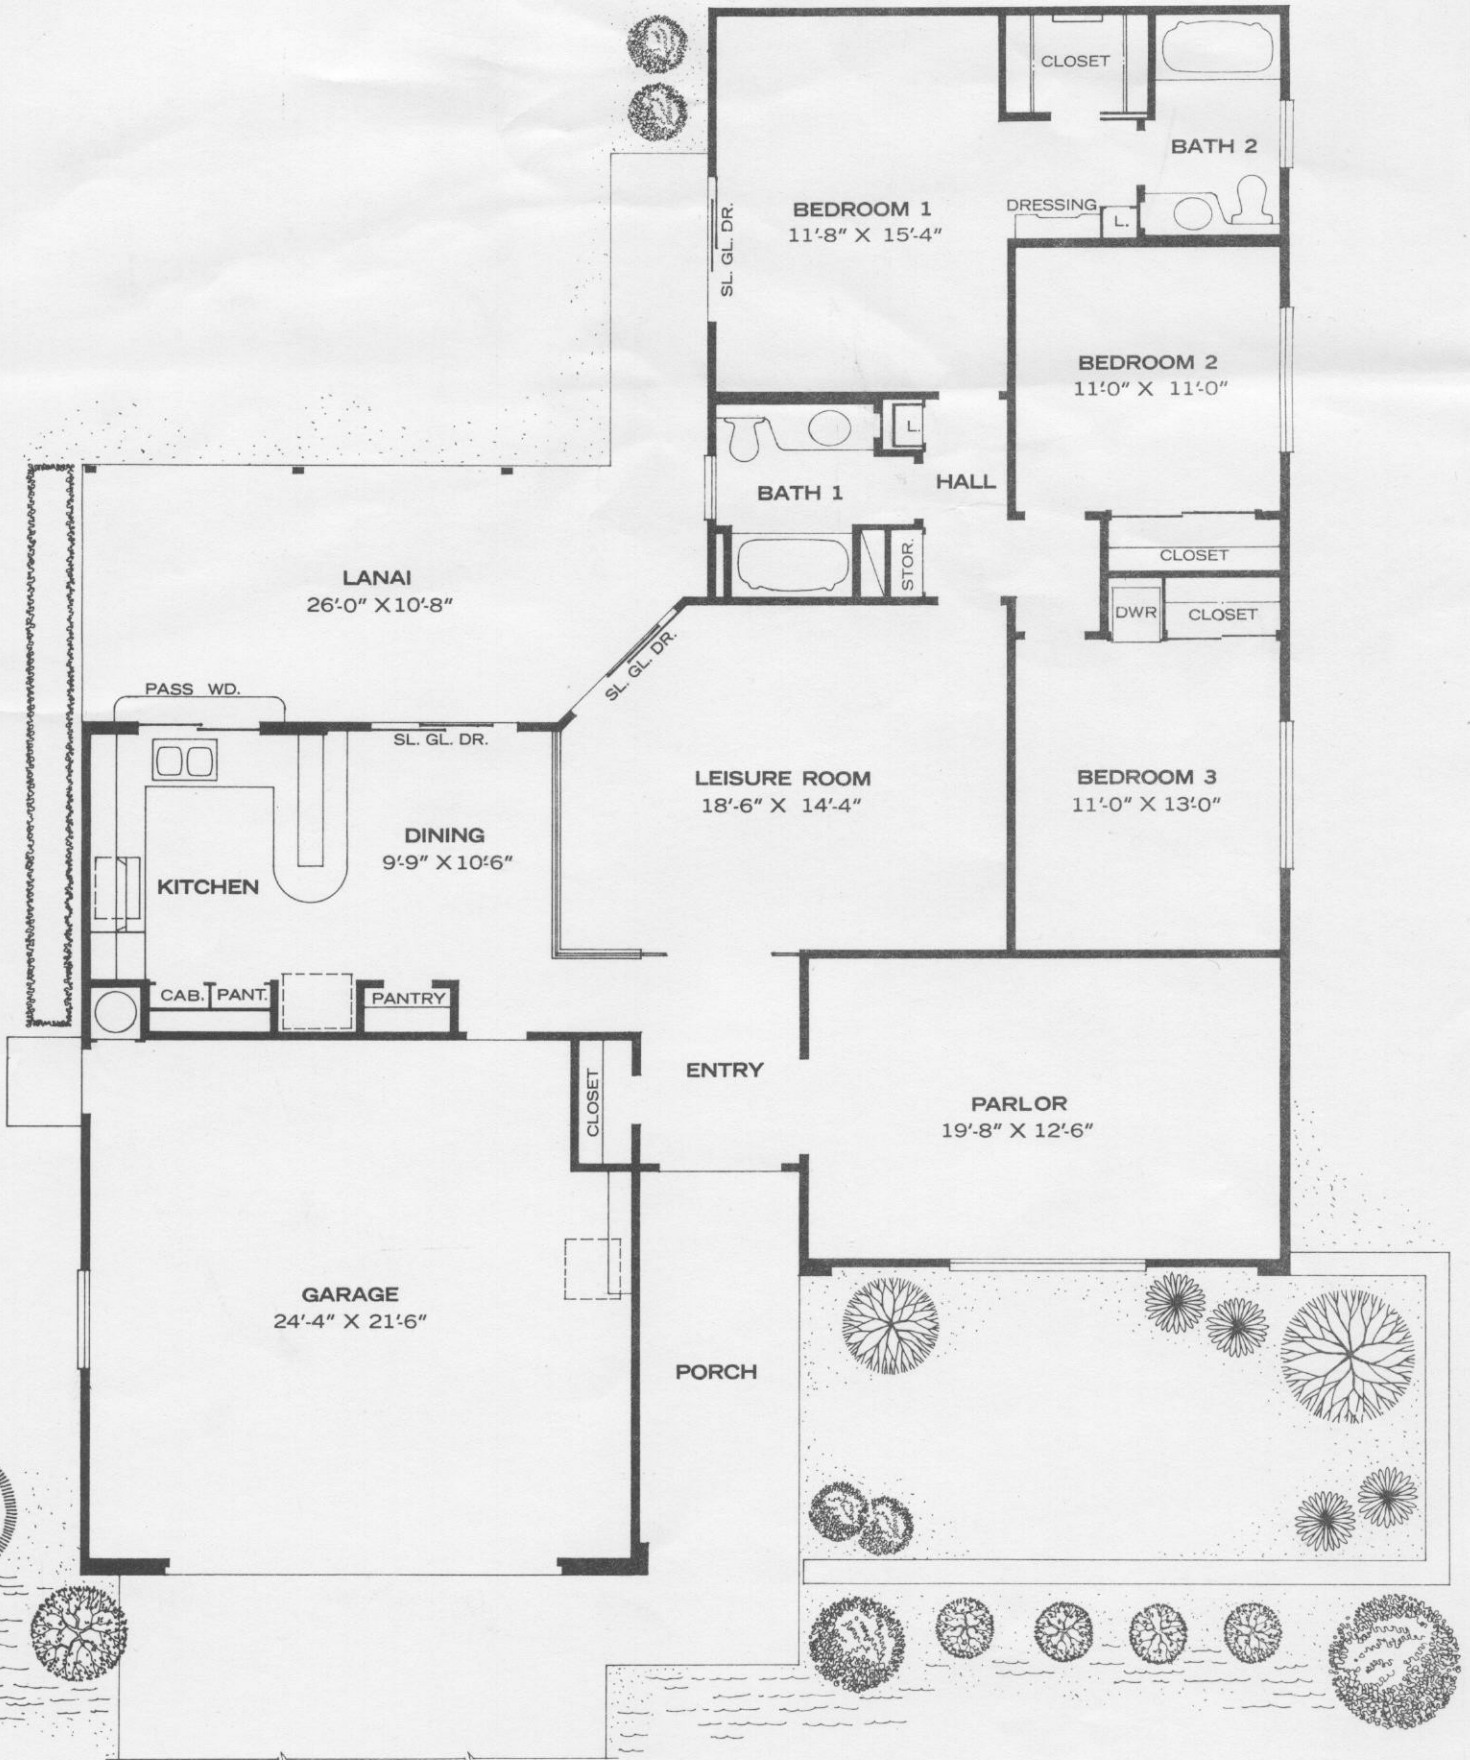 CLOSET
BATH 2
BEDROOM 1
11'-8" X 15'-4"
SL. GL. DR.
DRESSING
L.
BEDROOM 2
11'-0" X 11'-0"
L.
HALL
BATH 1
STOR.
CLOSET
LANAI
26'-0" X 10'-8"
DWR
CLOSET
SL. GL. DR.
PASS WD.
SL. GL. DR.
LEISURE ROOM
18'-6" X 14'-4"
BEDROOM 3
11'-0" X 13'-0"
DINING
9'-9" X 10'-6"
KITCHEN
CAB.
PANT.
PANTRY
ENTRY
CLOSET
PARLOR
19'-8" X 12'-6"
GARAGE
24'-4" X 21'-6"
PORCH